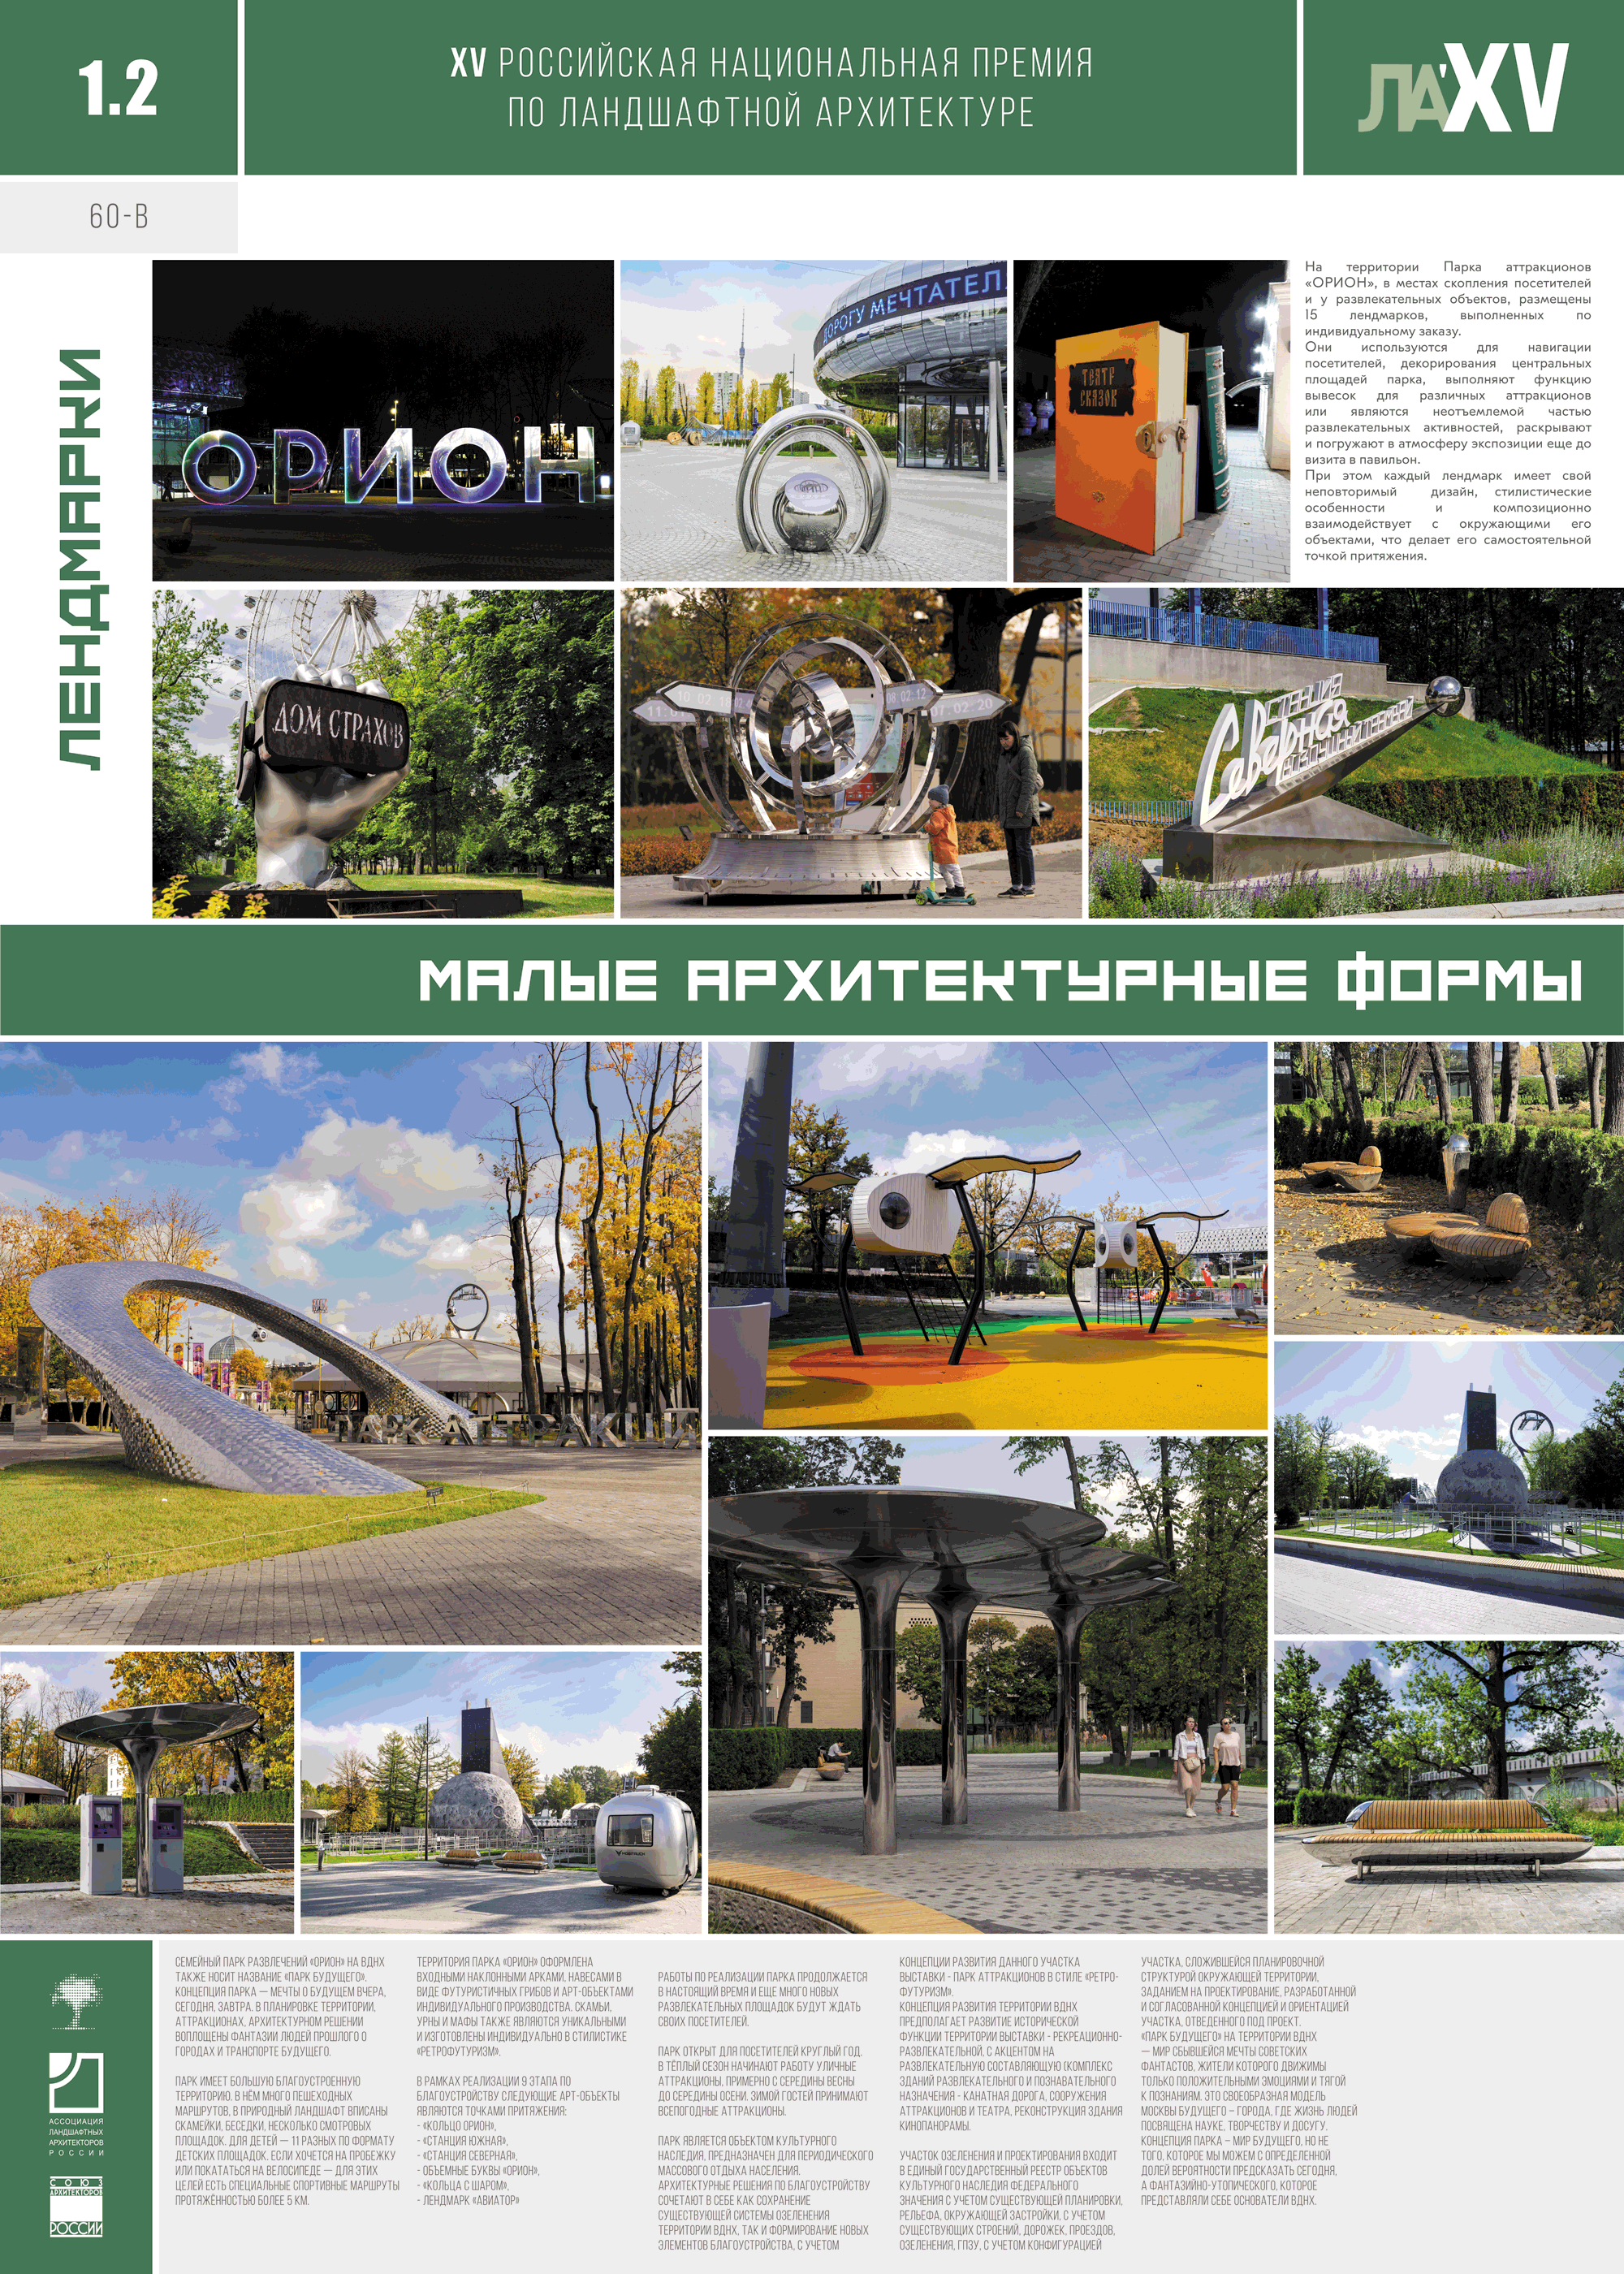 1.2
XV РОССИЙСКАЯ НАЦИОНАЛЬНАЯ ПРЕМИЯ
ПО ЛАНДШАФТНОЙ АРХИТЕКТУРЕ
ЛА'XV
60-В
ЛЕНДМАРКИ
ОРИОН
ДОРОГУ МЕЧТАТЕЛ
ТЕАТР
СКАЗОК
На территории Парка аттракционов
«ОРИОН», в местах скопления посетителей
и у развлекательных объектов, размещены
15 лендмарков, выполненных по
индивидуальному заказу.
Они используются для навигации
посетителей, декорирования центральных
площадей парка, выполняют функцию
вывесок для различных аттракционов
или являются неотъемлемой частью
развлекательных активностей, раскрывают
и погружают в атмосферу экспозиции еще до
визита в павильон.
При этом каждый лендмарк имеет свой
неповторимый дизайн, стилистические
особенности и композиционно
взаимодействует с окружающими его
объектами, что делает его самостоятельной
точкой притяжения.
ДОМ СТРАХОВ
СТАНЦИЯ
Северная
МАЛЫЕ АРХИТЕКТУРНЫЕ ФОРМЫ
ПАРК АТТРАКЦИ
СЕМЕЙНЫЙ ПАРК РАЗВЛЕЧЕНИЙ «ОРИОН» НА ВДНХ
ТАКЖЕ НОСИТ НАЗВАНИЕ «ПАРК БУДУЩЕГО».
КОНЦЕПЦИЯ ПАРКА — МЕЧТЫ О БУДУЩЕМ ВЧЕРА,
СЕГОДНЯ, ЗАВТРА. В ПЛАНИРОВКЕ ТЕРРИТОРИИ,
АТТРАКЦИОНАХ, АРХИТЕКТУРНОМ РЕШЕНИИ
ВОПЛОЩЕНЫ ФАНТАЗИИ ЛЮДЕЙ ПРОШЛОГО О
ГОРОДАХ И ТРАНСПОРТЕ БУДУЩЕГО.
ПАРК ИМЕЕТ БОЛЬШУЮ БЛАГОУСТРОЕННУЮ
ТЕРРИТОРИЮ. В НЁМ МНОГО ПЕШЕХОДНЫХ
МАРШРУТОВ, В ПРИРОДНЫЙ ЛАНДШАФТ ВПИСАНЫ
СКАМЕЙКИ, БЕСЕДКИ, НЕСКОЛЬКО СМОТРОВЫХ
ПЛОЩАДОК. ДЛЯ ДЕТЕЙ — 11 РАЗНЫХ ПО ФОРМАТУ
ДЕТСКИХ ПЛОЩАДОК. ЕСЛИ ХОЧЕТСЯ НА ПРОБЕЖКУ
ИЛИ ПОКАТАТЬСЯ НА ВЕЛОСИПЕДЕ — ДЛЯ ЭТИХ
ЦЕЛЕЙ ЕСТЬ СПЕЦИАЛЬНЫЕ СПОРТИВНЫЕ МАРШРУТЫ
ПРОТЯЖЁННОСТЬЮ БОЛЕЕ 5 КМ.
ТЕРРИТОРИЯ ПАРКА «ОРИОН» ОФОРМЛЕНА
ВХОДНЫМИ НАКЛОННЫМИ АРКАМИ, НАВЕСАМИ В
ВИДЕ ФУТУРИСТИЧНЫХ ГРИБОВ И АРТ-ОБЪЕКТАМИ
ИНДИВИДУАЛЬНОГО ПРОИЗВОДСТВА. СКАМЬИ,
УРНЫ И МАФЫ ТАКЖЕ ЯВЛЯЮТСЯ УНИКАЛЬНЫМИ
И ИЗГОТОВЛЕНЫ ИНДИВИДУАЛЬНО В СТИЛИСТИКЕ
«РЕТРОФУТУРИЗМ».
В РАМКАХ РЕАЛИЗАЦИИ 9 ЭТАПА ПО
БЛАГОУСТРОЙСТВУ СЛЕДУЮЩИЕ АРТ-ОБЪЕКТЫ
ЯВЛЯЮТСЯ ТОЧКАМИ ПРИТЯЖЕНИЯ:
- «КОЛЬЦО ОРИОН»,
- «СТАНЦИЯ ЮЖНАЯ»,
- «СТАНЦИЯ СЕВЕРНАЯ»,
- ОБЪЕМНЫЕ БУКВЫ «ОРИОН»,
- «КОЛЬЦА С ШАРОМ»,
- ЛЕНДМАРК «АВИАТОР»
РАБОТЫ ПО РЕАЛИЗАЦИИ ПАРКА ПРОДОЛЖАЕТСЯ
В НАСТОЯЩИЙ ВРЕМЯ И ЕЩЕ МНОГО НОВЫХ
РАЗВЛЕКАТЕЛЬНЫХ ПЛОЩАДОК БУДУТ ЖДАТЬ
СВОИХ ПОСЕТИТЕЛЕЙ.
ПАРК ОТКРЫТ ДЛЯ ПОСЕТИТЕЛЕЙ КРУГЛЫЙ ГОД.
В ТЁПЛЫЙ СЕЗОН НАЧИНАЮТ РАБОТУ УЛИЧНЫЕ
АТТРАКЦИОНЫ, ПРИМЕРНО С СЕРЕДИНЫ ВЕСНЫ
ДО СЕРЕДИНЫ ОСЕНИ. ЗИМОЙ ГОСТЕЙ ПРИНИМАЮТ
ВСЕПОГОДНЫЕ АТТРАКЦИОНЫ.
ПАРК ЯВЛЯЕТСЯ ОБЪЕКТОМ КУЛЬТУРНОГО
НАСЛЕДИЯ, ПРЕДНАЗНАЧЕН ДЛЯ ПЕРИОДИЧЕСКОГО
МАССОВОГО ОТДЫХА НАСЕЛЕНИЯ.
АРХИТЕКТУРНЫЕ РЕШЕНИЯ ПО БЛАГОУСТРОЙСТВУ
СОЧЕТАЮТ В СЕБЕ КАК СОХРАНЕНИЕ
СУЩЕСТВУЮЩЕЙ СИСТЕМЫ ОЗЕЛЕНЕНИЯ
ТЕРРИТОРИИ ВДНХ, ТАК И ФОРМИРОВАНИЕ НОВЫХ
ЭЛЕМЕНТОВ БЛАГОУСТРОЙСТВА, С УЧЕТОМ
КОНЦЕПЦИИ РАЗВИТИЯ ДАННОГО УЧАСТКА
ВЫСТАВКИ - ПАРК АТТРАКЦИОНОВ В СТИЛЕ «РЕТРО-
ФУТУРИЗМ».
КОНЦЕПЦИЯ РАЗВИТИЯ ТЕРРИТОРИИ ВДНХ
ПРЕДПОЛАГАЕТ РАЗВИТИЕ ИСТОРИЧЕСКОЙ
ФУНКЦИИ ТЕРРИТОРИИ ВЫСТАВКИ - РЕКРЕАЦИОННО-
РАЗВЛЕКАТЕЛЬНОЙ, С АКЦЕНТОМ НА
РАЗВЛЕКАТЕЛЬНУЮ СОСТАВЛЯЮЩУЮ (КОМПЛЕКС
ЗДАНИЙ РАЗВЛЕКАТЕЛЬНОГО И ПОЗНАВАТЕЛЬНОГО
НАЗНАЧЕНИЯ - КАНАТНАЯ ДОРОГА, СООРУЖЕНИЯ
АТТРАКЦИОНОВ И ТЕАТРА, РЕКОНСТРУКЦИЯ ЗДАНИЯ
КИНОПАНОРАМЫ.
УЧАСТОК ОЗЕЛЕНЕНИЯ И ПРОЕКТИРОВАНИЯ ВХОДИТ
В ЕДИНЫЙ ГОСУДАРСТВЕННЫЙ РЕЕСТР ОБЪЕКТОВ
КУЛЬТУРНОГО НАСЛЕДИЯ ФЕДЕРАЛЬНОГО
ЗНАЧЕНИЯ С УЧЕТОМ СУЩЕСТВУЮЩЕЙ ПЛАНИРОВКИ,
РЕЛЬЕФА, ОКРУЖАЮЩЕЙ ЗАСТРОЙКИ, С УЧЕТОМ
СУЩЕСТВУЮЩИХ СТРОЕНИЙ, ДОРОЖЕК, ПРОЕЗДОВ,
ОЗЕЛЕНЕНИЯ, ГПЗУ, С УЧЕТОМ КОНФИГУРАЦИЕЙ
УЧАСТКА, СЛОЖИВШЕЙСЯ ПЛАНИРОВОЧНОЙ
СТРУКТУРОЙ ОКРУЖАЮЩЕЙ ТЕРРИТОРИИ,
ЗАДАНИЕМ НА ПРОЕКТИРОВАНИЕ, РАЗРАБОТАННОЙ
И СОГЛАСОВАННОЙ КОНЦЕПЦИЕЙ И ОРИЕНТАЦИЕЙ
УЧАСТКА, ОТВЕДЕННОГО ПОД ПРОЕКТ.
«ПАРК БУДУЩЕГО» НА ТЕРРИТОРИИ ВДНХ
— МИР СБЫВШЕЙСЯ МЕЧТЫ СОВЕТСКИХ
ФАНТАСТОВ, ЖИТЕЛИ КОТОРОГО ДВИЖИМЫ
ТОЛЬКО ПОЛОЖИТЕЛЬНЫМИ ЭМОЦИЯМИ И ТЯГОЙ
К ПОЗНАНИЯМ. ЭТО СВОЕОБРАЗНАЯ МОДЕЛЬ
МОСКВЫ БУДУЩЕГО – ГОРОДА, ГДЕ ЖИЗНЬ ЛЮДЕЙ
ПОСВЯЩЕНА НАУКЕ, ТВОРЧЕСТВУ И ДОСУГУ.
КОНЦЕПЦИЯ ПАРКА – МИР БУДУЩЕГО, НО НЕ
ТОГО, КОТОРОЕ МЫ МОЖЕМ С ОПРЕДЕЛЕННОЙ
ДОЛЕЙ ВЕРОЯТНОСТИ ПРЕДСКАЗАТЬ СЕГОДНЯ,
А ФАНТАЗИЙНО-УТОПИЧЕСКОГО, КОТОРОЕ
ПРЕДСТАВЛЯЛИ СЕБЕ ОСНОВАТЕЛИ ВДНХ.
АССОЦИАЦИЯ
ЛАНДШАФТНЫХ
АРХИТЕКТОРОВ
РОССИИ
СОЮЗ
АРХИТЕКТОРОВ
РОССИИ